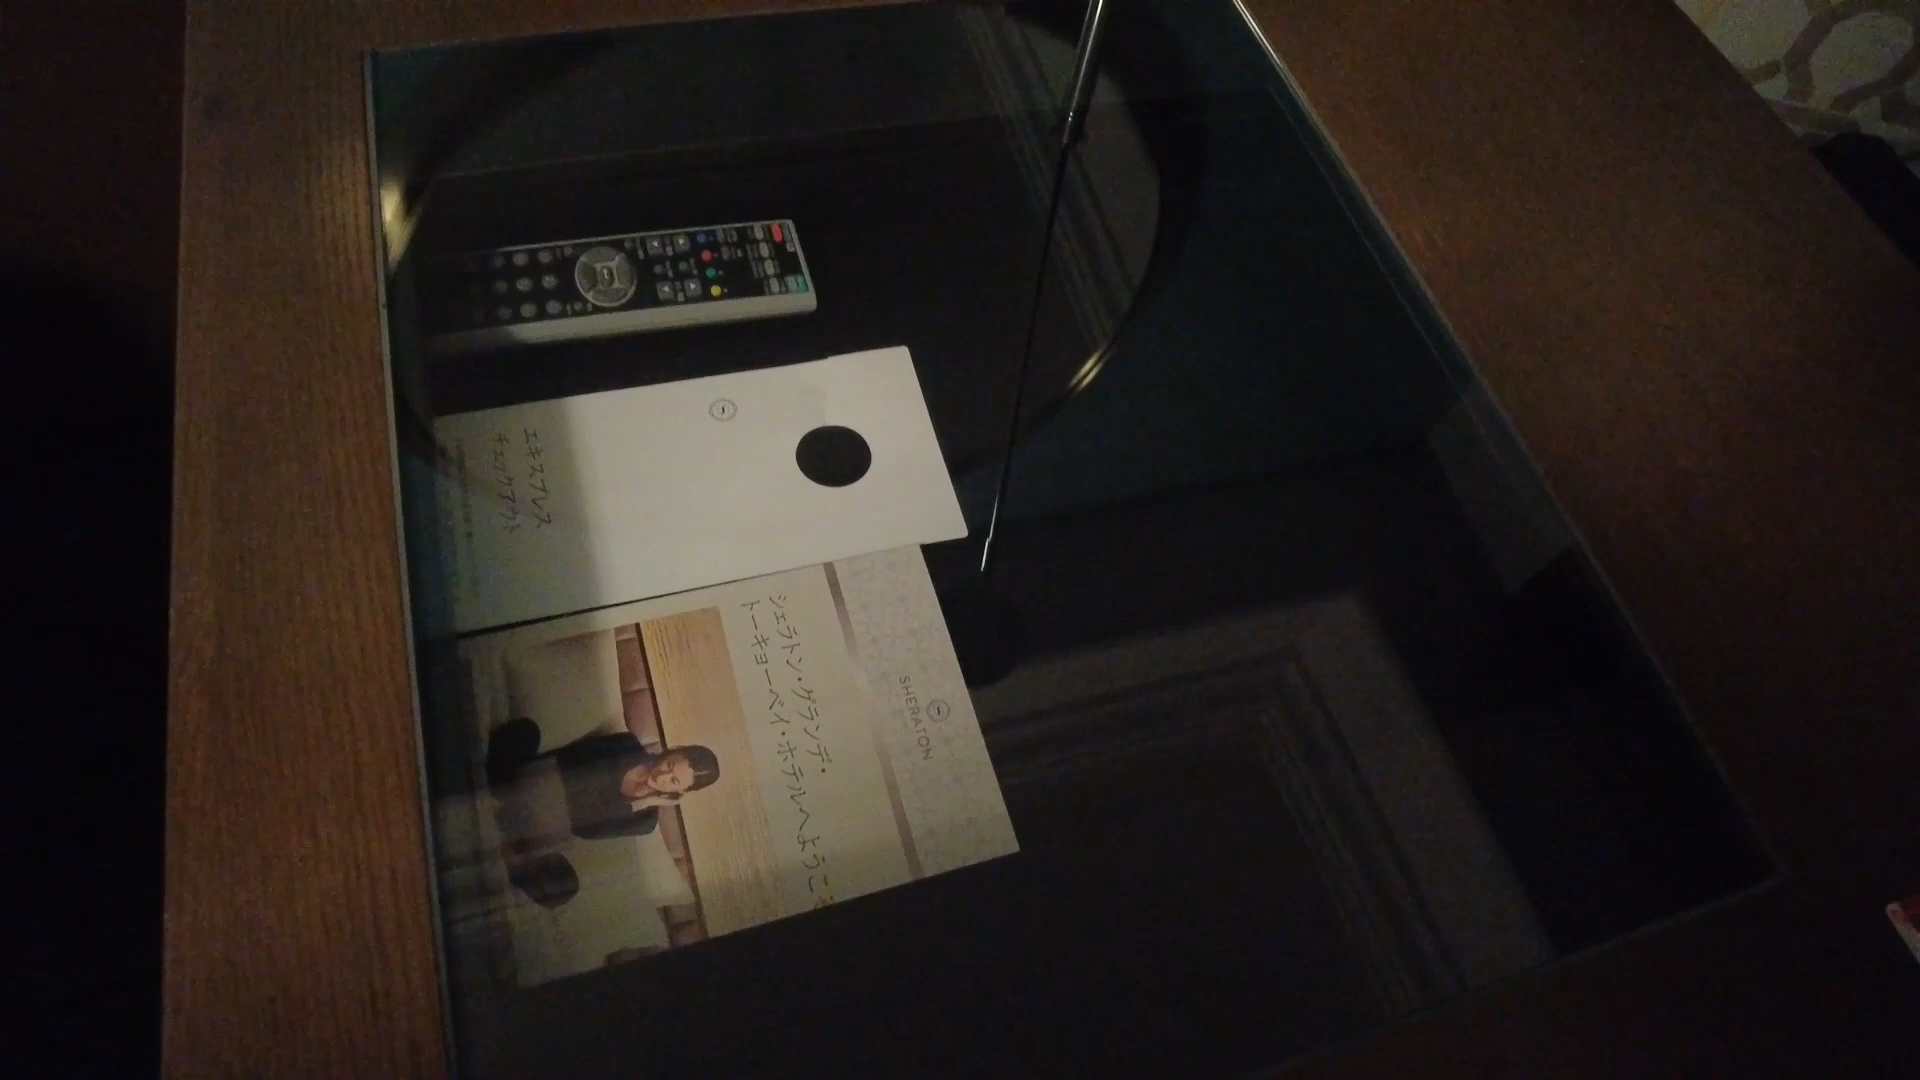 エキスプレス
チェックアウト
SHERATON
シェラトン・グランデ・
トーキョーベイ・ホテルへようこそ